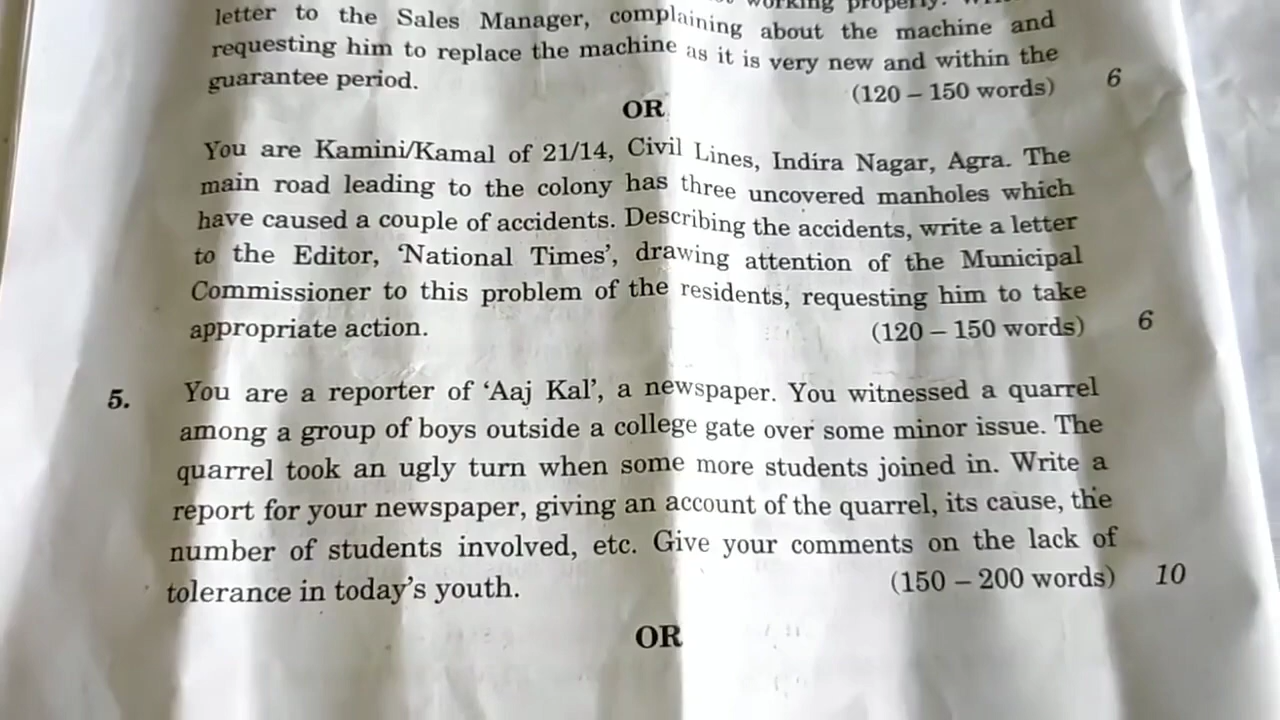 working properly.
letter to the Sales Manager, complaining about the machine and
requesting him to replace the machine as it is very new and within the
guarantee period.
(120 – 150 words) 6
OR
You are Kamini/Kamal of 21/14, Civil Lines, Indira Nagar, Agra. The
main road leading to the colony has three uncovered manholes which
have caused a couple of accidents. Describing the accidents, write a letter
to the Editor, ‘National Times’, drawing attention of the Municipal
Commissioner to this problem of the residents, requesting him to take
appropriate action.
(120 – 150 words) 6
5. You are a reporter of ‘Aaj Kal’, a newspaper. You witnessed a quarrel
among a group of boys outside a college gate over some minor issue. The
quarrel took an ugly turn when some more students joined in. Write a
report for your newspaper, giving an account of the quarrel, its cause, the
number of students involved, etc. Give your comments on the lack of
tolerance in today’s youth.
(150 – 200 words) 10
OR